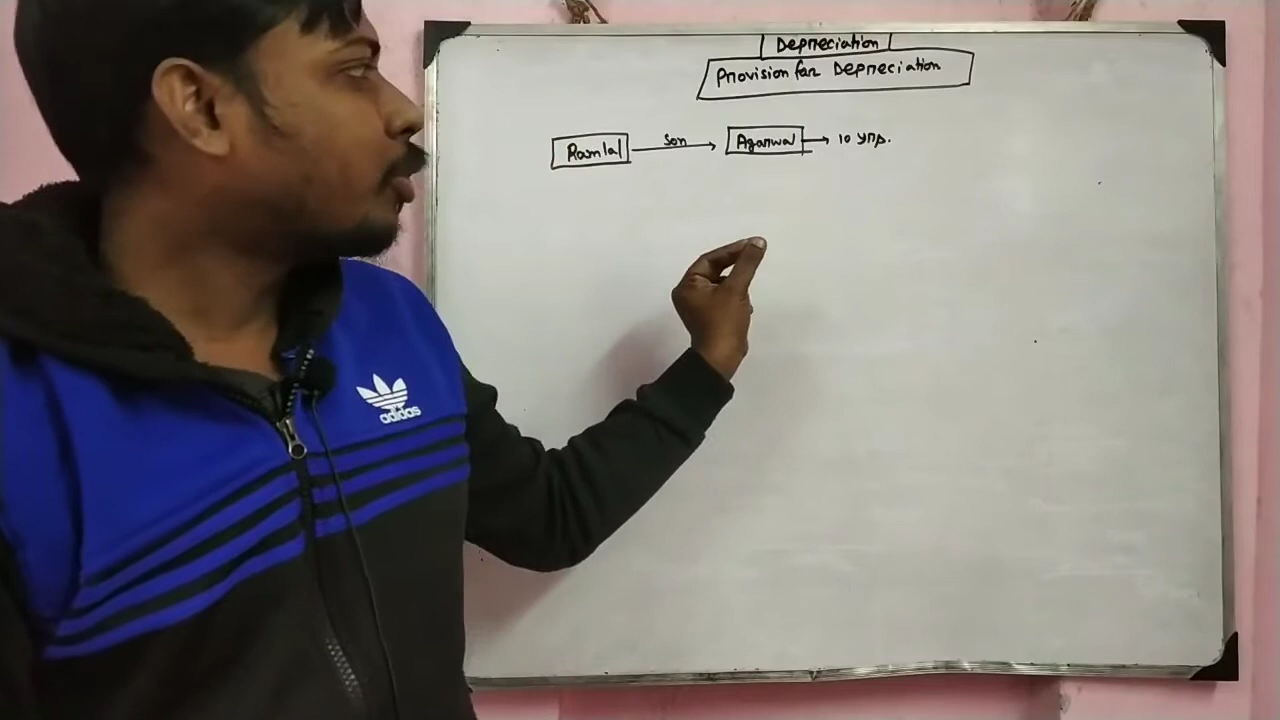 Depreciation
Provision for Depreciation
Ramlal son Agarwal 10 yrs.
adidas